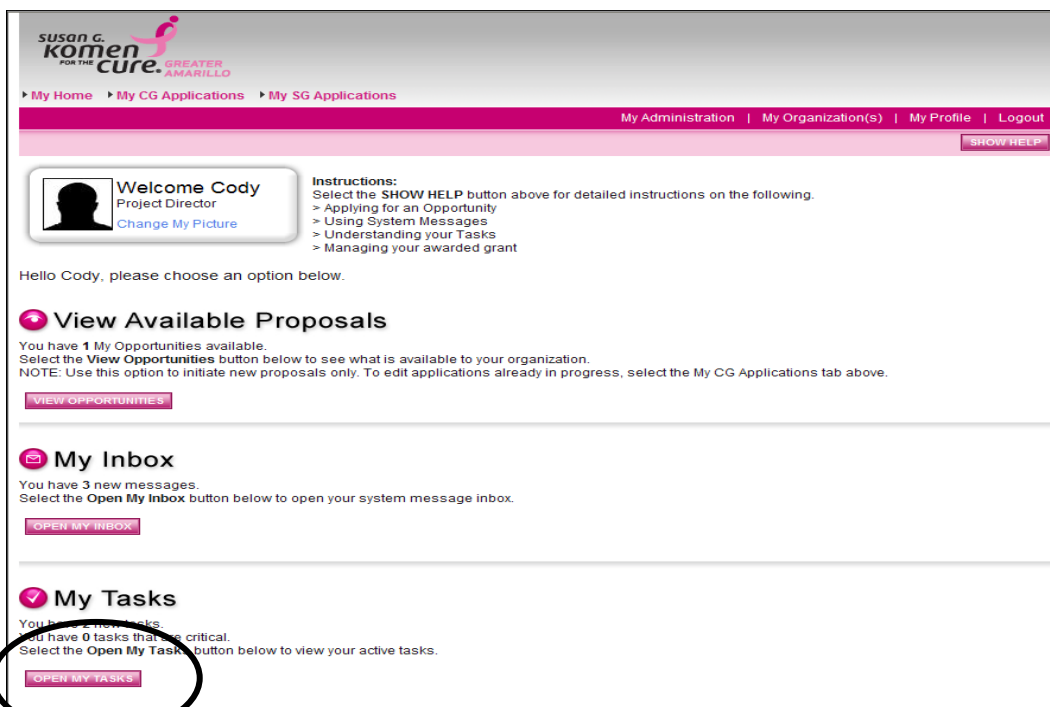 susan g.
komen
FOR THE cure. GREATER
AMARILLO
My Home My CG Applications My SG Applications
My Administration | My Organization(s) | My Profile | Logout
SHOW HELP
Welcome Cody
Project Director
Change My Picture
Instructions:
Select the SHOW HELP button above for detailed instructions on the following.
> Applying for an Opportunity
> Using System Messages
> Understanding your Tasks
> Managing your awarded grant
Hello Cody, please choose an option below.
View Available Proposals
You have 1 My Opportunities available.
Select the View Opportunities button below to see what is available to your organization.
NOTE: Use this option to initiate new proposals only. To edit applications already in progress, select the My CG Applications tab above.
VIEW OPPORTUNITIES
My Inbox
You have 3 new messages.
Select the Open My Inbox button below to open your system message inbox.
OPEN MY INBOX
My Tasks
You have 2 new tasks.
You have 0 tasks that are critical.
Select the Open My Tasks button below to view your active tasks.
OPEN MY TASKS